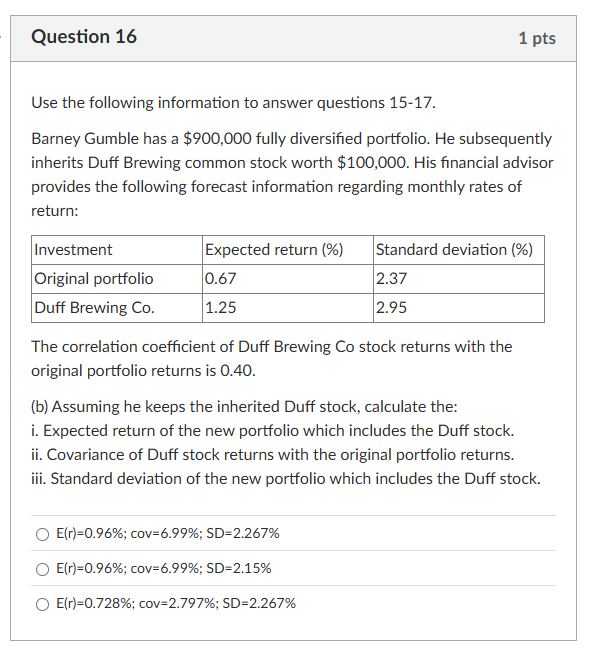 Question 16
1 pts
Use the following information to answer questions 15-17.
Barney Gumble has a $900,000 fully diversified portfolio. He subsequently
inherits Duff Brewing common stock worth $100,000. His financial advisor
provides the following forecast information regarding monthly rates of
return:
Investment Expected return (%) Standard deviation (%)
Original portfolio 0.67 2.37
Duff Brewing Co. 1.25 2.95
The correlation coefficient of Duff Brewing Co stock returns with the
original portfolio returns is 0.40.
(b) Assuming he keeps the inherited Duff stock, calculate the:
i. Expected return of the new portfolio which includes the Duff stock.
ii. Covariance of Duff stock returns with the original portfolio returns.
iii. Standard deviation of the new portfolio which includes the Duff stock.
E(r)=0.96%; cov=6.99%; SD=2.267%
E(r)=0.96%; cov=6.99%; SD=2.15%
E(r)=0.728%; cov=2.797%; SD=2.267%